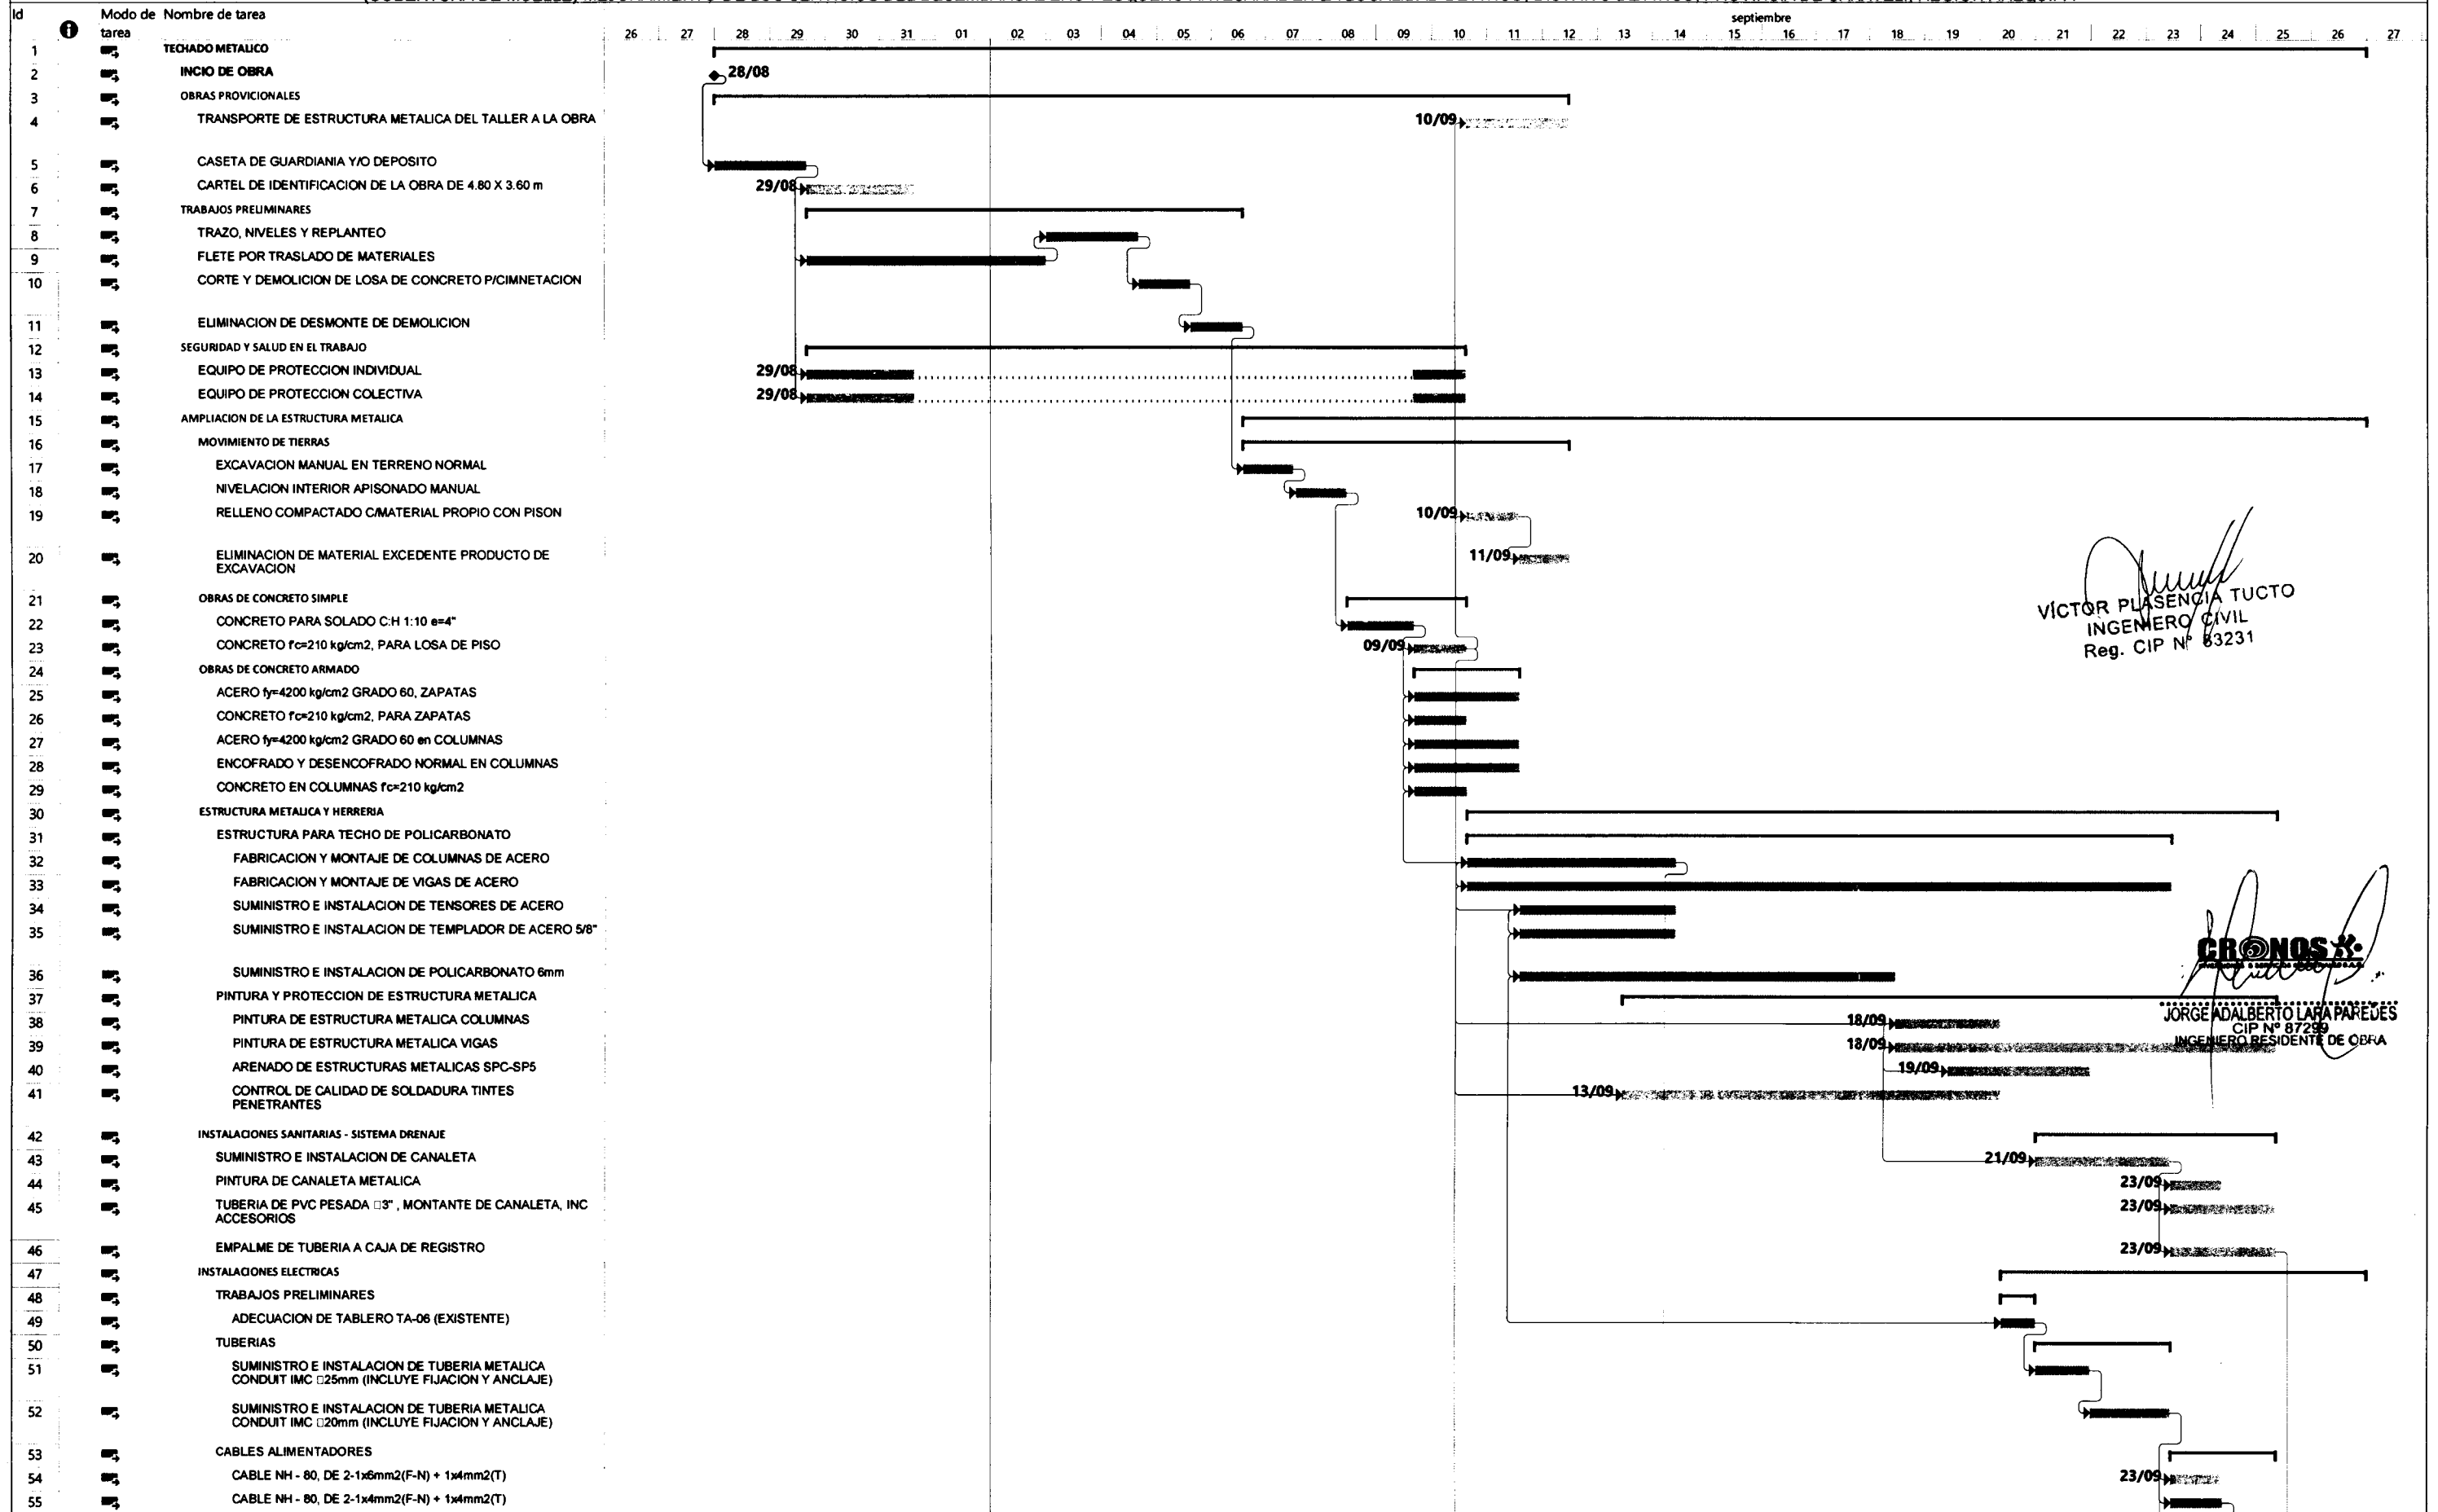 Id
Modo de
tarea
Nombre de tarea
septiembre
26 27 28 29 30 31 01 02 03 04 05 06 07 08 09 10 11 12 13 14 15 16 17 18 19 20 21 22 23 24 25 26 27
1 TECHADO METALICO
2 INCIO DE OBRA 28/08
3 OBRAS PROVICIONALES
4 TRANSPORTE DE ESTRUCTURA METALICA DEL TALLER A LA OBRA 10/09
5 CASETA DE GUARDIANIA Y/O DEPOSITO
6 CARTEL DE IDENTIFICACION DE LA OBRA DE 4.80 X 3.60 m 29/08
7 TRABAJOS PRELIMINARES
8 TRAZO, NIVELES Y REPLANTEO
9 FLETE POR TRASLADO DE MATERIALES
10 CORTE Y DEMOLICION DE LOSA DE CONCRETO P/CIMNETACION
11 ELIMINACION DE DESMONTE DE DEMOLICION
12 SEGURIDAD Y SALUD EN EL TRABAJO
13 EQUIPO DE PROTECCION INDIVIDUAL 29/08
14 EQUIPO DE PROTECCION COLECTIVA 29/08
15 AMPLIACION DE LA ESTRUCTURA METALICA
16 MOVIMIENTO DE TIERRAS
17 EXCAVACION MANUAL EN TERRENO NORMAL
18 NIVELACION INTERIOR APISONADO MANUAL
19 RELLENO COMPACTADO C/MATERIAL PROPIO CON PISON 10/09
20 ELIMINACION DE MATERIAL EXCEDENTE PRODUCTO DE
EXCAVACION 11/09
VÍCTOR PLASENCIA TUCTO
INGENIERO CIVIL
Reg. CIP N° 83231
21 OBRAS DE CONCRETO SIMPLE
22 CONCRETO PARA SOLADO C:H 1:10 e=4"
23 CONCRETO f'c=210 kg/cm2, PARA LOSA DE PISO 09/09
24 OBRAS DE CONCRETO ARMADO
25 ACERO fy=4200 kg/cm2 GRADO 60, ZAPATAS
26 CONCRETO f'c=210 kg/cm2, PARA ZAPATAS
27 ACERO fy=4200 kg/cm2 GRADO 60 en COLUMNAS
28 ENCOFRADO Y DESENCOFRADO NORMAL EN COLUMNAS
29 CONCRETO EN COLUMNAS f'c=210 kg/cm2
30 ESTRUCTURA METALICA Y HERRERIA
31 ESTRUCTURA PARA TECHO DE POLICARBONATO
32 FABRICACION Y MONTAJE DE COLUMNAS DE ACERO
33 FABRICACION Y MONTAJE DE VIGAS DE ACERO
34 SUMINISTRO E INSTALACION DE TENSORES DE ACERO
35 SUMINISTRO E INSTALACION DE TEMPLADOR DE ACERO 5/8"
36 SUMINISTRO E INSTALACION DE POLICARBONATO 6mm
CRONOS
JORGE ADALBERTO LARA PAREDES
CIP N° 87299
INGENIERO RESIDENTE DE OBRA
37 PINTURA Y PROTECCION DE ESTRUCTURA METALICA
38 PINTURA DE ESTRUCTURA METALICA COLUMNAS 18/09
39 PINTURA DE ESTRUCTURA METALICA VIGAS 18/09
40 ARENADO DE ESTRUCTURAS METALICAS SPC-SP5 19/09
41 CONTROL DE CALIDAD DE SOLDADURA TINTES
PENETRANTES 13/09
42 INSTALACIONES SANITARIAS - SISTEMA DRENAJE
43 SUMINISTRO E INSTALACION DE CANALETA 21/09
44 PINTURA DE CANALETA METALICA 23/09
45 TUBERIA DE PVC PESADA □3" , MONTANTE DE CANALETA, INC
ACCESORIOS 23/09
46 EMPALME DE TUBERIA A CAJA DE REGISTRO 23/09
47 INSTALACIONES ELECTRICAS
48 TRABAJOS PRELIMINARES
49 ADECUACION DE TABLERO TA-06 (EXISTENTE)
50 TUBERIAS
51 SUMINISTRO E INSTALACION DE TUBERIA METALICA
CONDUIT IMC □25mm (INCLUYE FIJACION Y ANCLAJE)
52 SUMINISTRO E INSTALACION DE TUBERIA METALICA
CONDUIT IMC □20mm (INCLUYE FIJACION Y ANCLAJE)
53 CABLES ALIMENTADORES
54 CABLE NH - 80, DE 2-1x6mm2(F-N) + 1x4mm2(T) 23/09
55 CABLE NH - 80, DE 2-1x4mm2(F-N) + 1x4mm2(T)